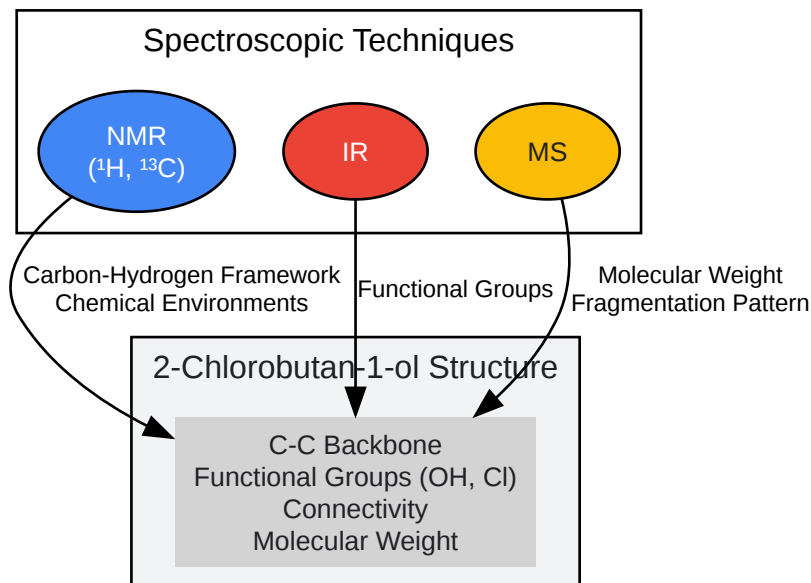 Spectroscopic Techniques
NMR
(¹H, ¹³C)
IR
MS
Carbon-Hydrogen Framework
Chemical Environments
Functional Groups
Molecular Weight
Fragmentation Pattern
2-Chlorobutan-1-ol Structure
C-C Backbone
Functional Groups (OH, Cl)
Connectivity
Molecular Weight